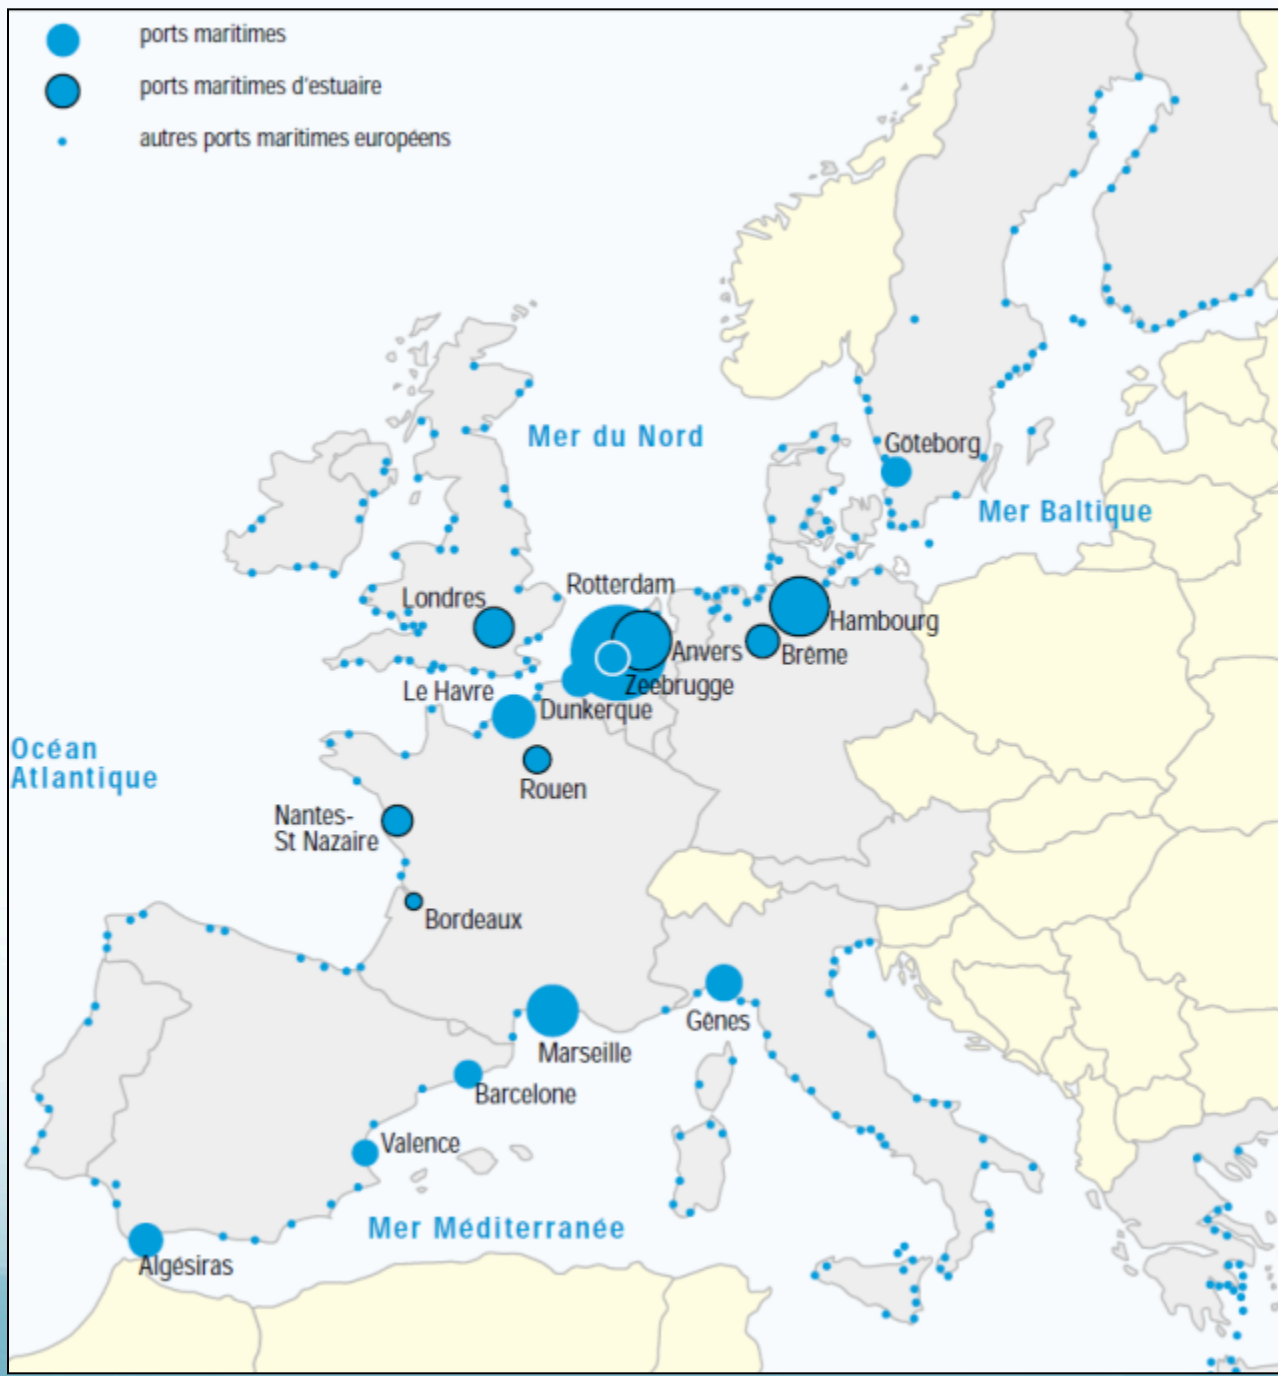 ports maritimes
ports maritimes d'estuaire
autres ports maritimes européens
Mer du Nord
Göteborg
Mer Baltique
Rotterdam
Londres
Hambourg
Anvers
Brême
Zeebrugge
Le Havre
Dunkerque
Océan
Atlantique
Rouen
Nantes-
St Nazaire
Bordeaux
Gênes
Marseille
Barcelone
Valence
Mer Méditerranée
Algésiras